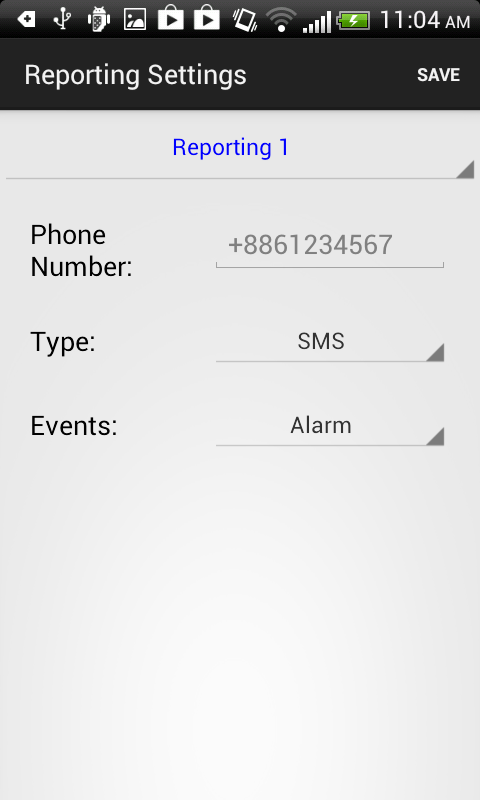 11:04 AM
Reporting Settings
SAVE
Reporting 1
Phone
Number:
+8861234567
Type:
SMS
Events:
Alarm